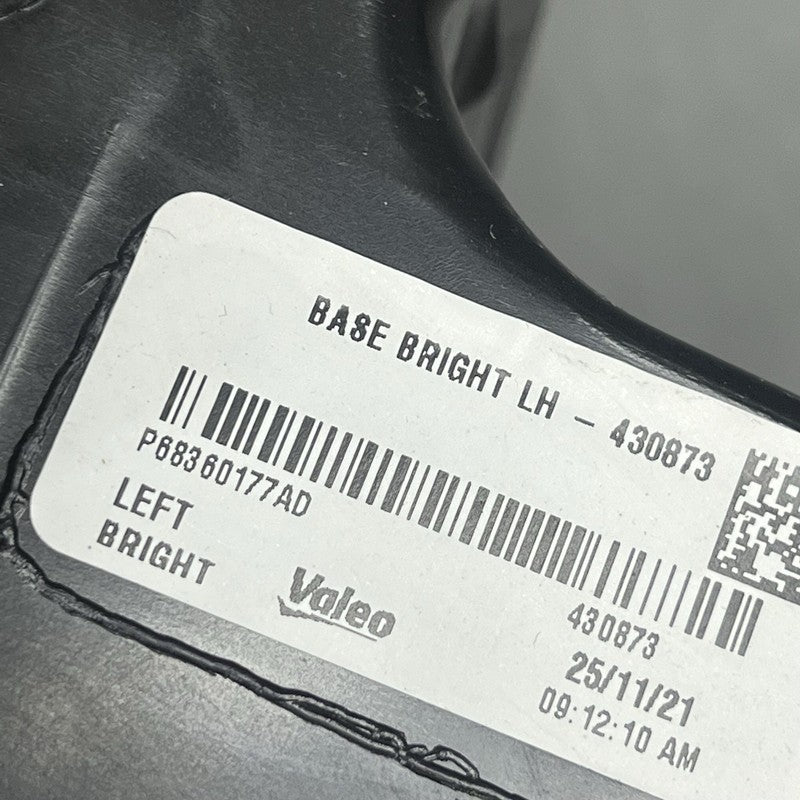 BASE BRIGHT LH - 430873
P68360177AD
LEFT
BRIGHT
Valeo
430873
25/11/21
09:12:10 AM